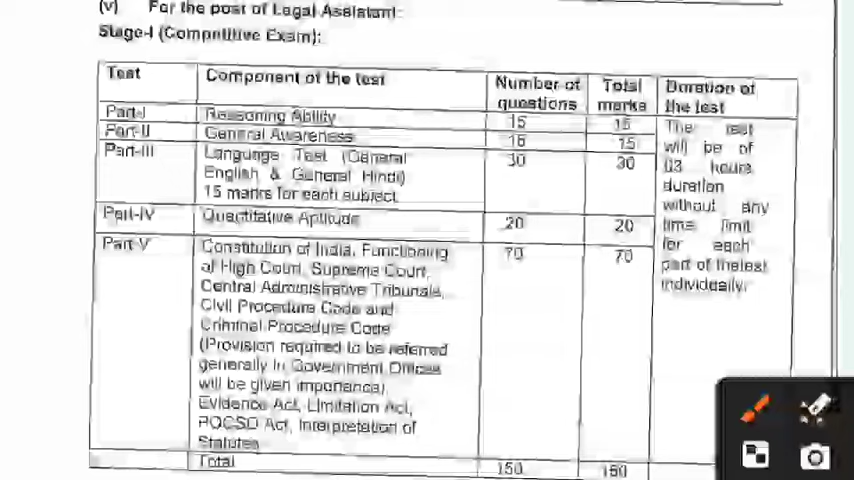 (v) For the post of Legal Assistant:
Stage-I (Competitive Exam):
Test Component of the test Number of questions Total marks Duration of the test
Part-I Reasoning Ability 15 15
Part-II General Awareness 15 15
Part-III Language Test (General English & General Hindi) 15 marks for each subject 30 30
Part-IV Quantitative Aptitude 20 20
Part-V Constitution of India, Functioning
of High Court, Supreme Court,
Central Administrative Tribunals,
Civil Procedure Code and
Criminal Procedure Code
(Provision required to be referred
generally in Government Offices
will be given importance),
Evidence Act, Limitation Act,
POCSO Act, Interpretation of
Statutes 70 70
The test
will be of
03 hours
duration
without any
time limit
for each
part of the test
individually.
Total 150 150